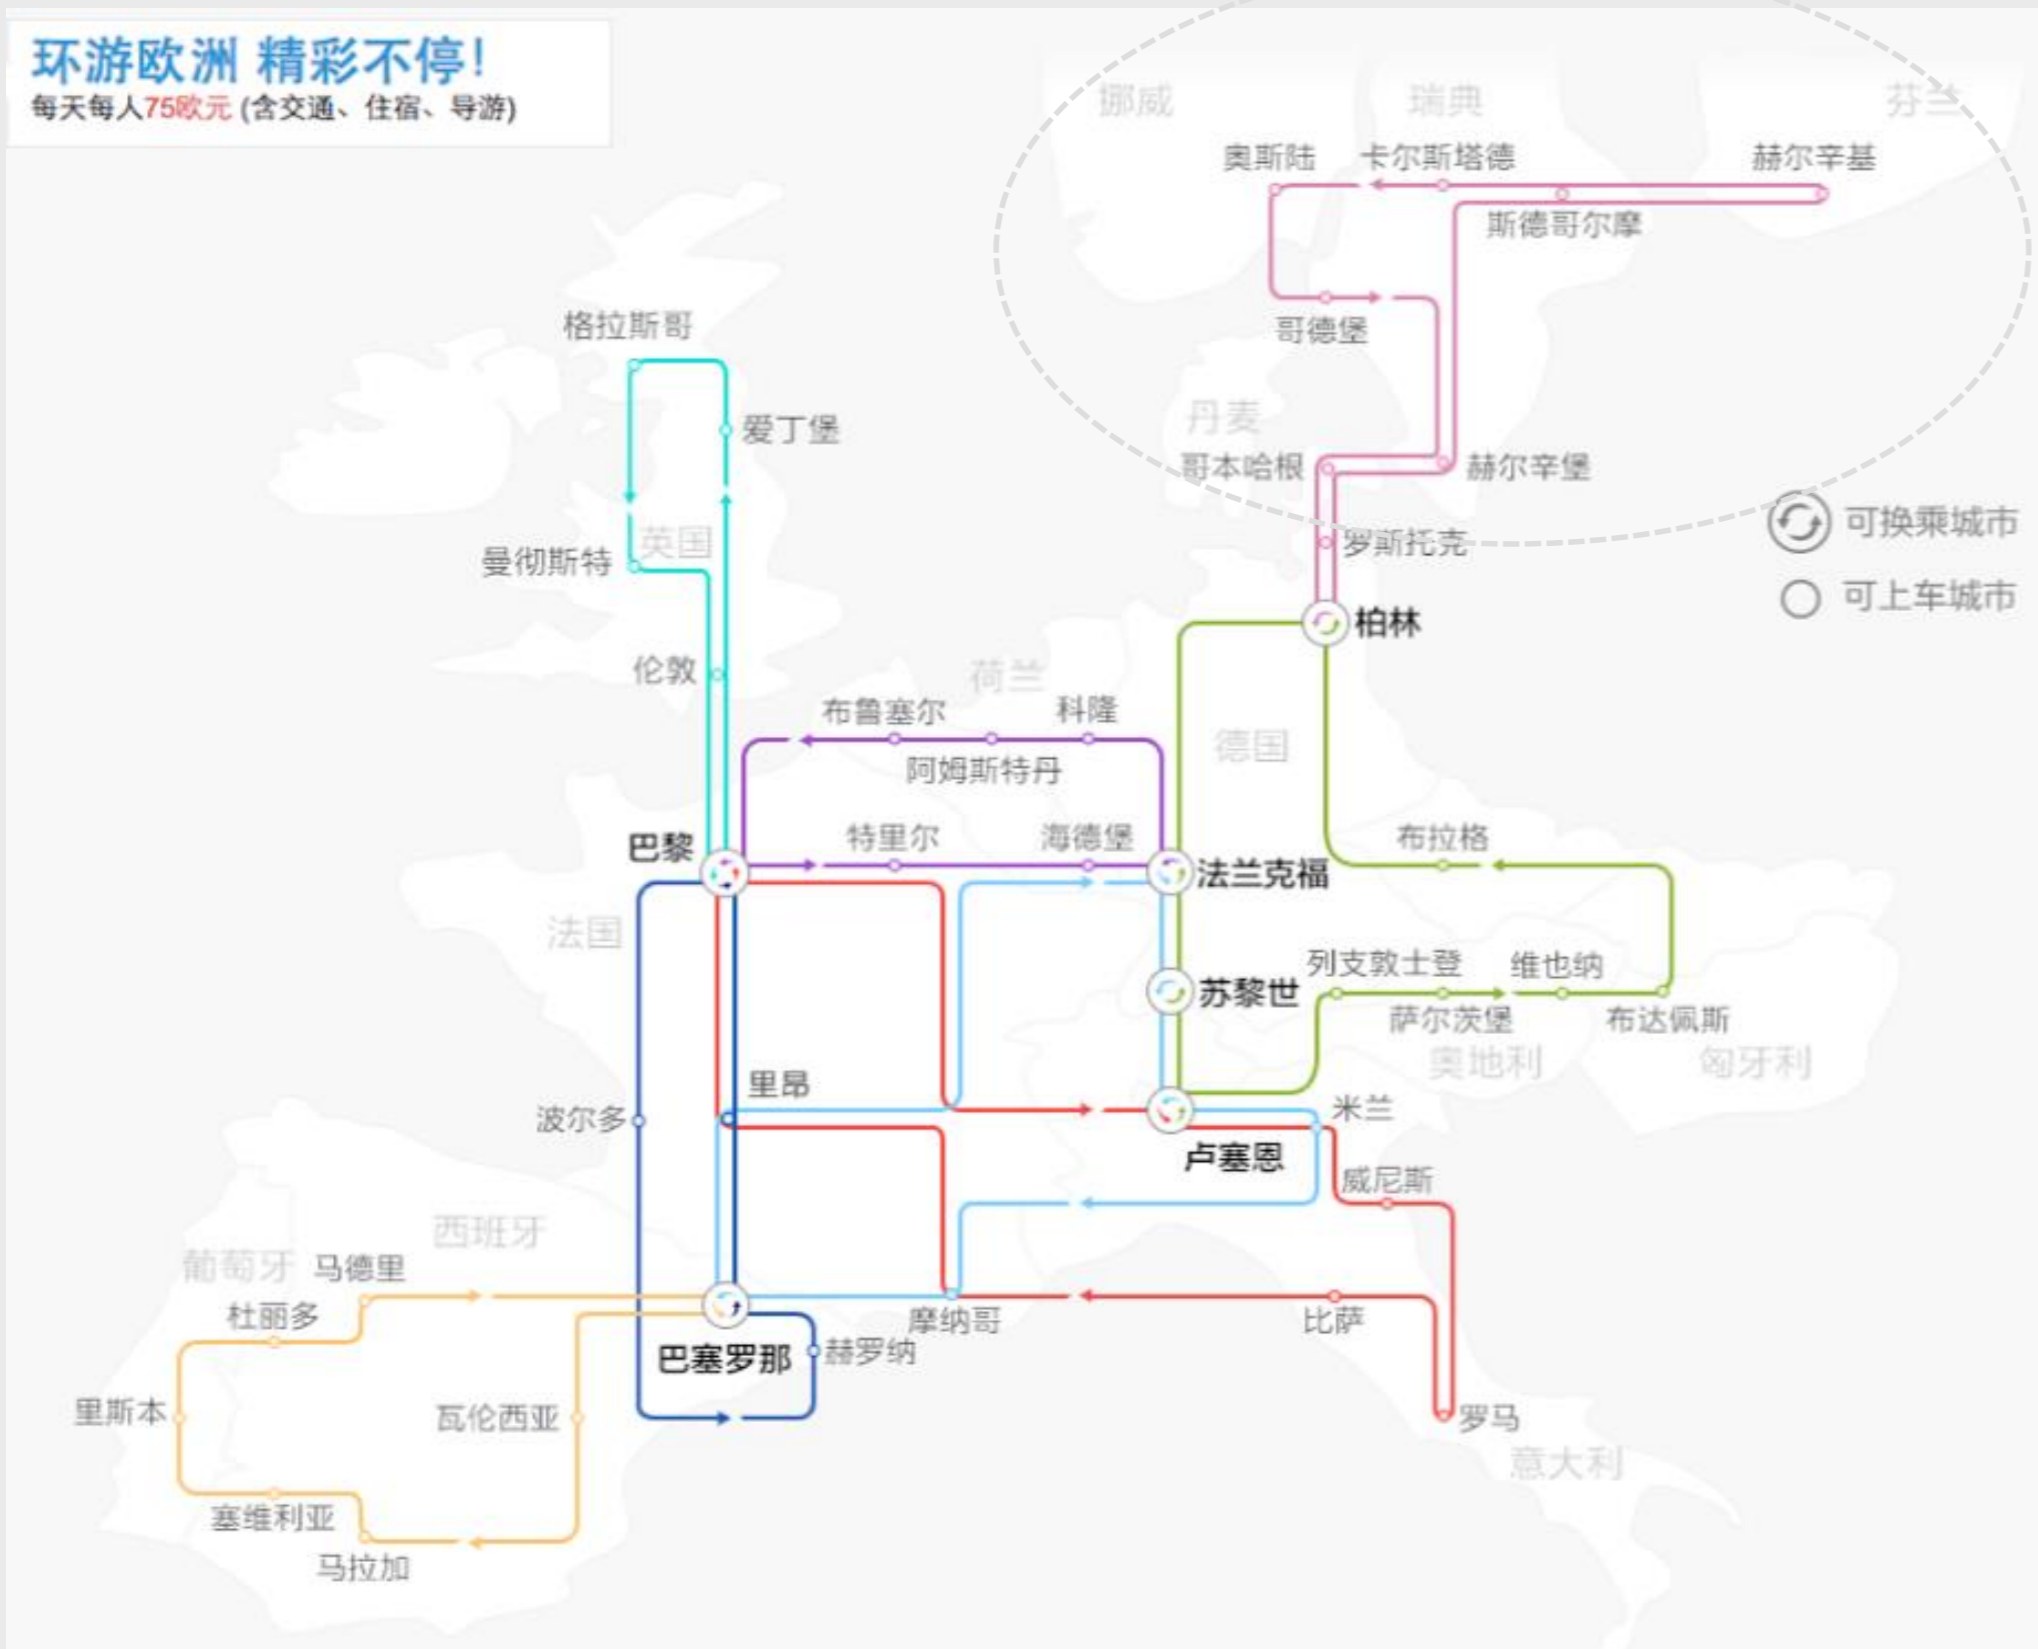 环游欧洲 精彩不停!
每天每人75欧元 (含交通、住宿、导游)
挪威
瑞典
芬兰
奥斯陆
卡尔斯塔德
赫尔辛基
斯德哥尔摩
格拉斯哥
哥德堡
爱丁堡
丹麦
哥本哈根
赫尔辛堡
可换乘城市
英国
罗斯托克
曼彻斯特
可上车城市
柏林
伦敦
荷兰
布鲁塞尔
科隆
德国
阿姆斯特丹
巴黎
特里尔
海德堡
布拉格
法兰克福
法国
列支敦士登
维也纳
苏黎世
萨尔茨堡
布达佩斯
奥地利
匈牙利
里昂
波尔多
米兰
卢塞恩
威尼斯
西班牙
葡萄牙
马德里
杜丽多
摩纳哥
比萨
巴塞罗那
赫罗纳
里斯本
瓦伦西亚
罗马
意大利
塞维利亚
马拉加